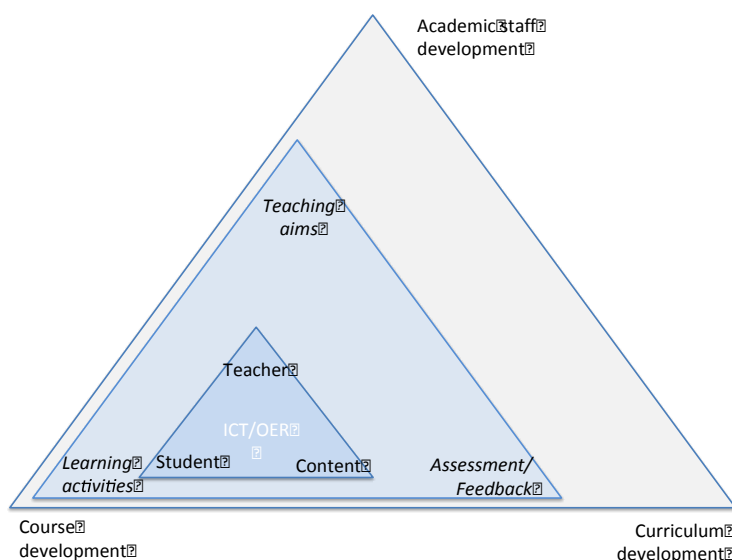 Academic staff
development
Teaching
aims
Teacher
ICT/OER
Student
Content
Learning
activities
Assessment/
Feedback
Course
development
Curriculum
development